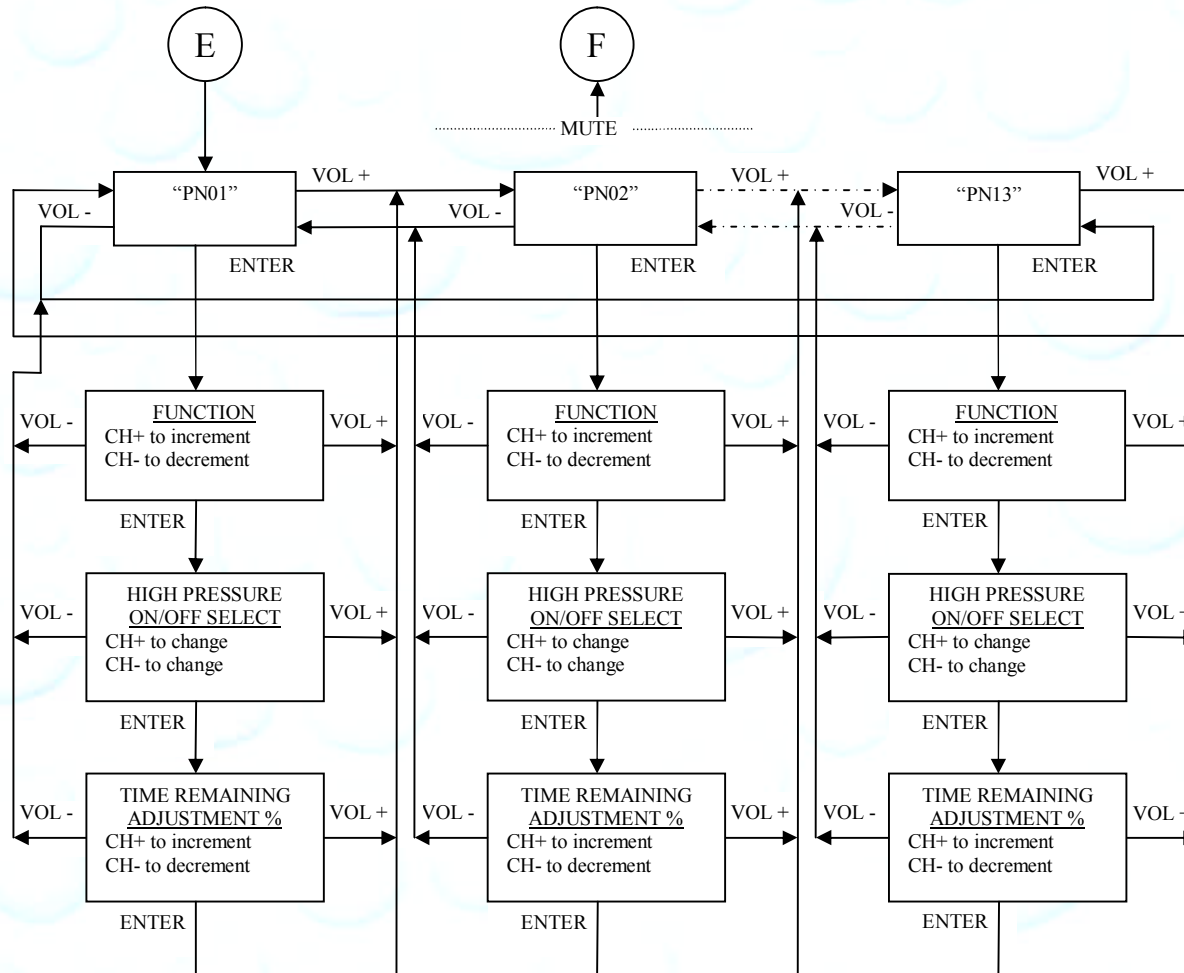 E
F
MUTE
“PN01”
VOL +
“PN02”
VOL +
“PN13”
VOL +
VOL -
VOL -
VOL -
ENTER
ENTER
ENTER
FUNCTION
CH+ to increment
CH- to decrement
VOL -
VOL +
FUNCTION
CH+ to increment
CH- to decrement
VOL -
VOL +
FUNCTION
CH+ to increment
CH- to decrement
VOL -
VOL +
ENTER
ENTER
ENTER
HIGH PRESSURE
ON/OFF SELECT
CH+ to change
CH- to change
VOL -
VOL +
HIGH PRESSURE
ON/OFF SELECT
CH+ to change
CH- to change
VOL -
VOL +
HIGH PRESSURE
ON/OFF SELECT
CH+ to change
CH- to change
VOL -
VOL +
ENTER
ENTER
ENTER
TIME REMAINING
ADJUSTMENT %
CH+ to increment
CH- to decrement
VOL -
VOL +
TIME REMAINING
ADJUSTMENT %
CH+ to increment
CH- to decrement
VOL -
VOL +
TIME REMAINING
ADJUSTMENT %
CH+ to increment
CH- to decrement
VOL -
VOL +
ENTER
ENTER
ENTER